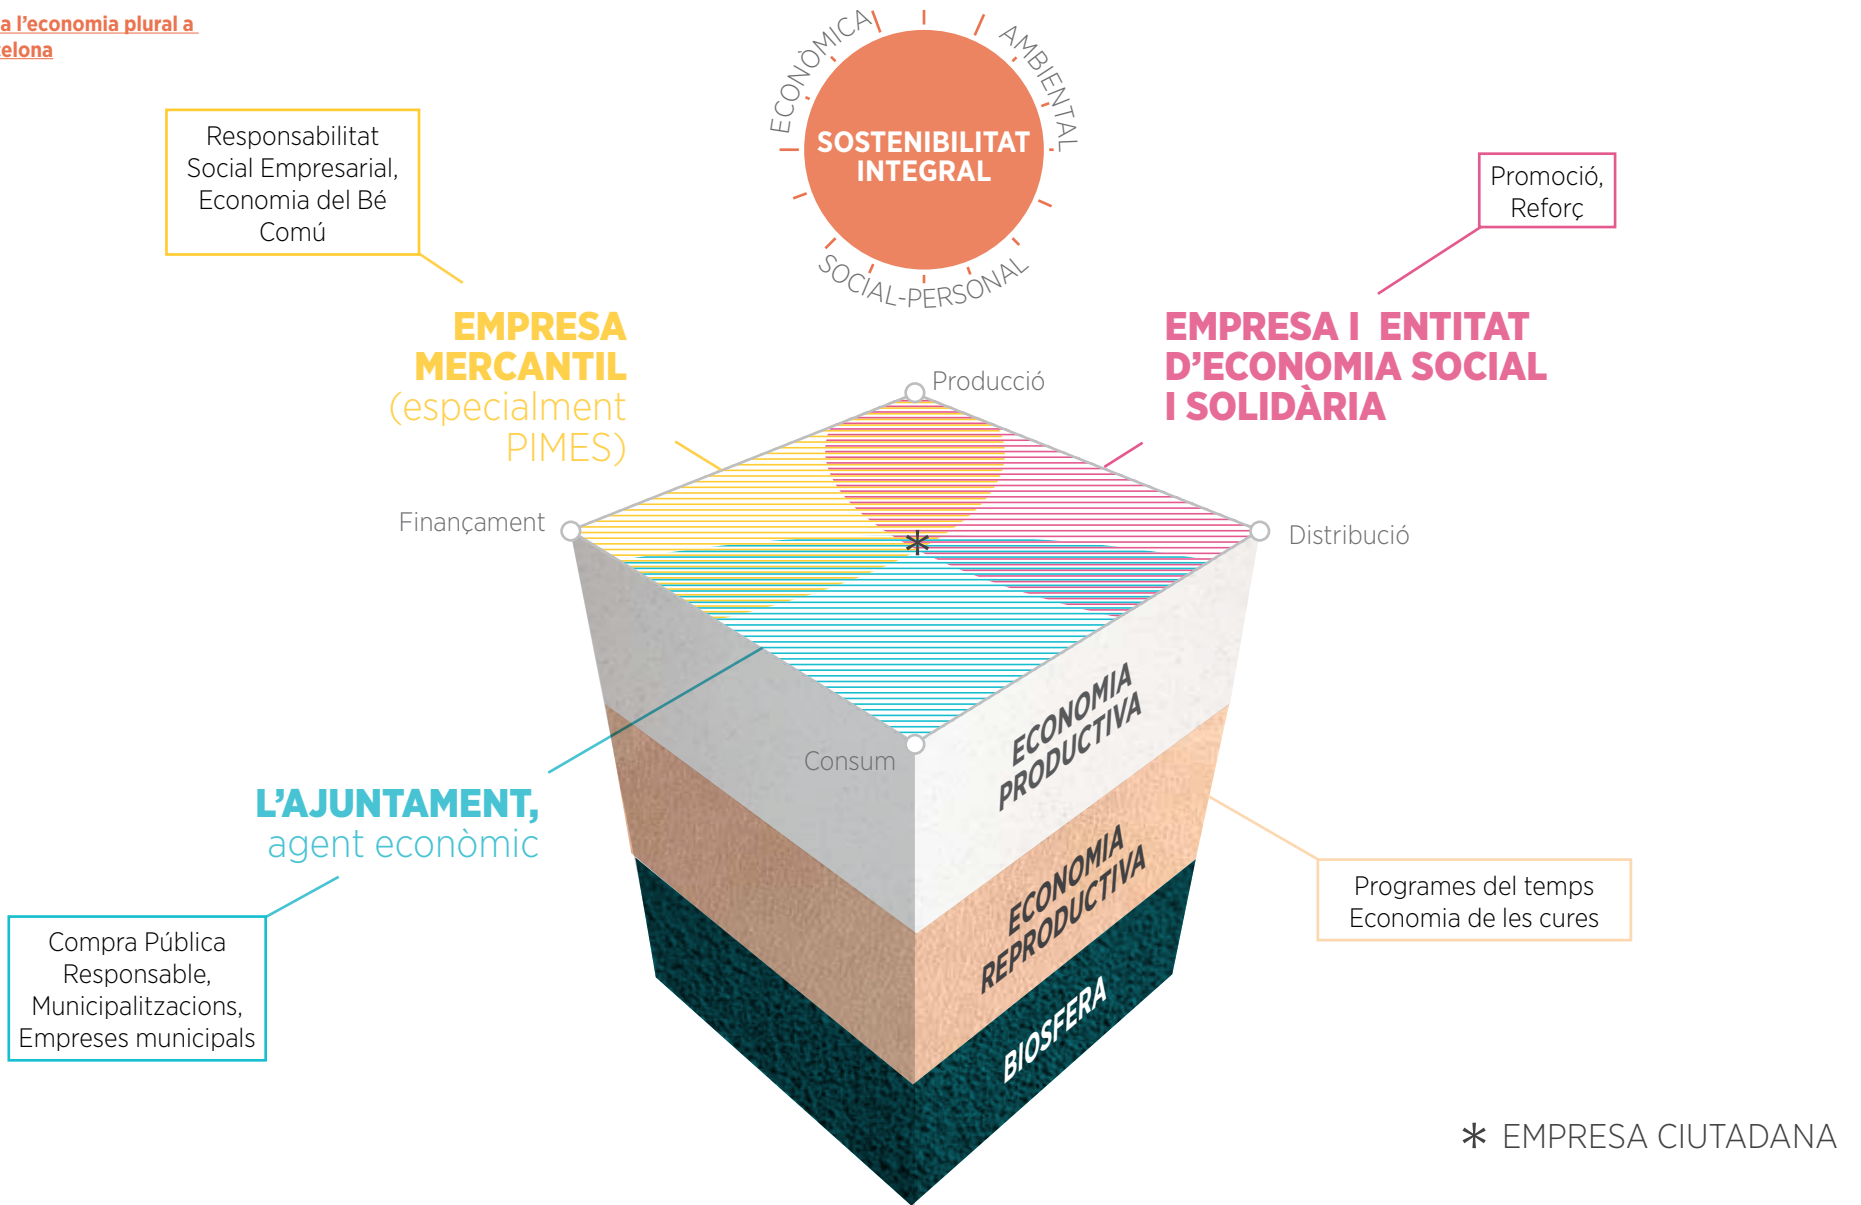 a l’economia plural a
elona
ECONÒMICA
AMBIENTAL
SOCIAL-PERSONAL
SOSTENIBILITAT
INTEGRAL
Responsabilitat
Social Empresarial,
Economia del Bé
Comú
Promoció,
Reforç
EMPRESA
MERCANTIL
(especialment
PIMES)
EMPRESA I ENTITAT
D’ECONOMIA SOCIAL
I SOLIDÀRIA
Producció
Finançament
Distribució
Consum
ECONOMIA
PRODUCTIVA
L’AJUNTAMENT,
agent econòmic
ECONOMIA
REPRODUCTIVA
Programes del temps
Economia de les cures
Compra Pública
Responsable,
Municipalitzacions,
Empreses municipals
BIOSFERA
* EMPRESA CIUTADANA